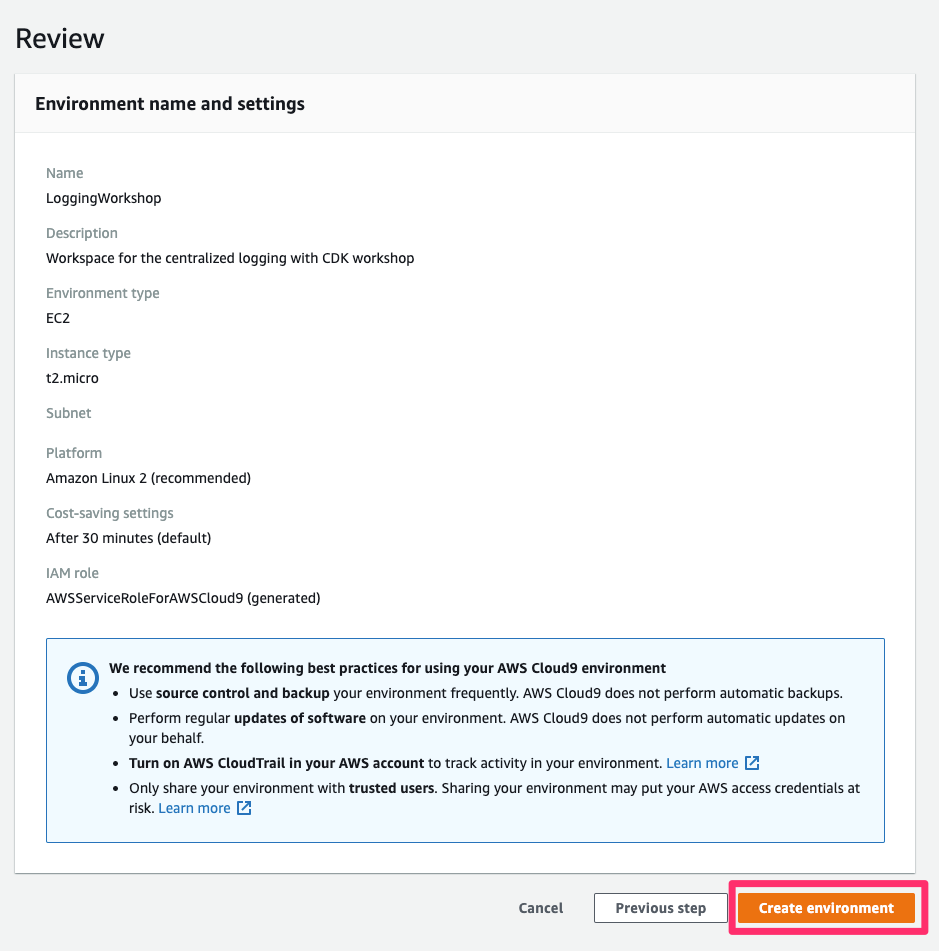 Review
Environment name and settings
Name
LoggingWorkshop
Description
Workspace for the centralized logging with CDK workshop
Environment type
EC2
Instance type
t2.micro
Subnet
Platform
Amazon Linux 2 (recommended)
Cost-saving settings
After 30 minutes (default)
IAM role
AWSServiceRoleForAWSCloud9 (generated)
We recommend the following best practices for using your AWS Cloud9 environment
• Use source control and backup your environment frequently. AWS Cloud9 does not perform automatic backups.
• Perform regular updates of software on your environment. AWS Cloud9 does not perform automatic updates on
your behalf.
• Turn on AWS CloudTrail in your AWS account to track activity in your environment. Learn more
• Only share your environment with trusted users. Sharing your environment may put your AWS access credentials at
risk. Learn more
Cancel Previous step Create environment